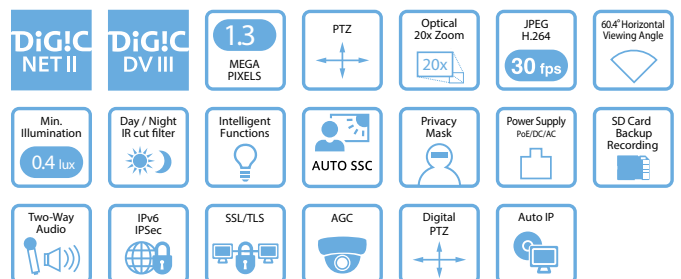 DiG!C
NET II
DiG!C
DV III
1.3
MEGA
PIXELS
PTZ
Optical
20x Zoom
20x
JPEG
H.264
30 fps
60.4° Horizontal
Viewing Angle
Min.
Illumination
0.4 lux
Day / Night
IR cut filter
Intelligent
Functions
AUTO SSC
Privacy
Mask
Power Supply
PoE/DC/AC
SD Card
Backup
Recording
Two-Way
Audio
IPv6
IPSec
SSL/TLS
AGC
Digital
PTZ
Auto IP